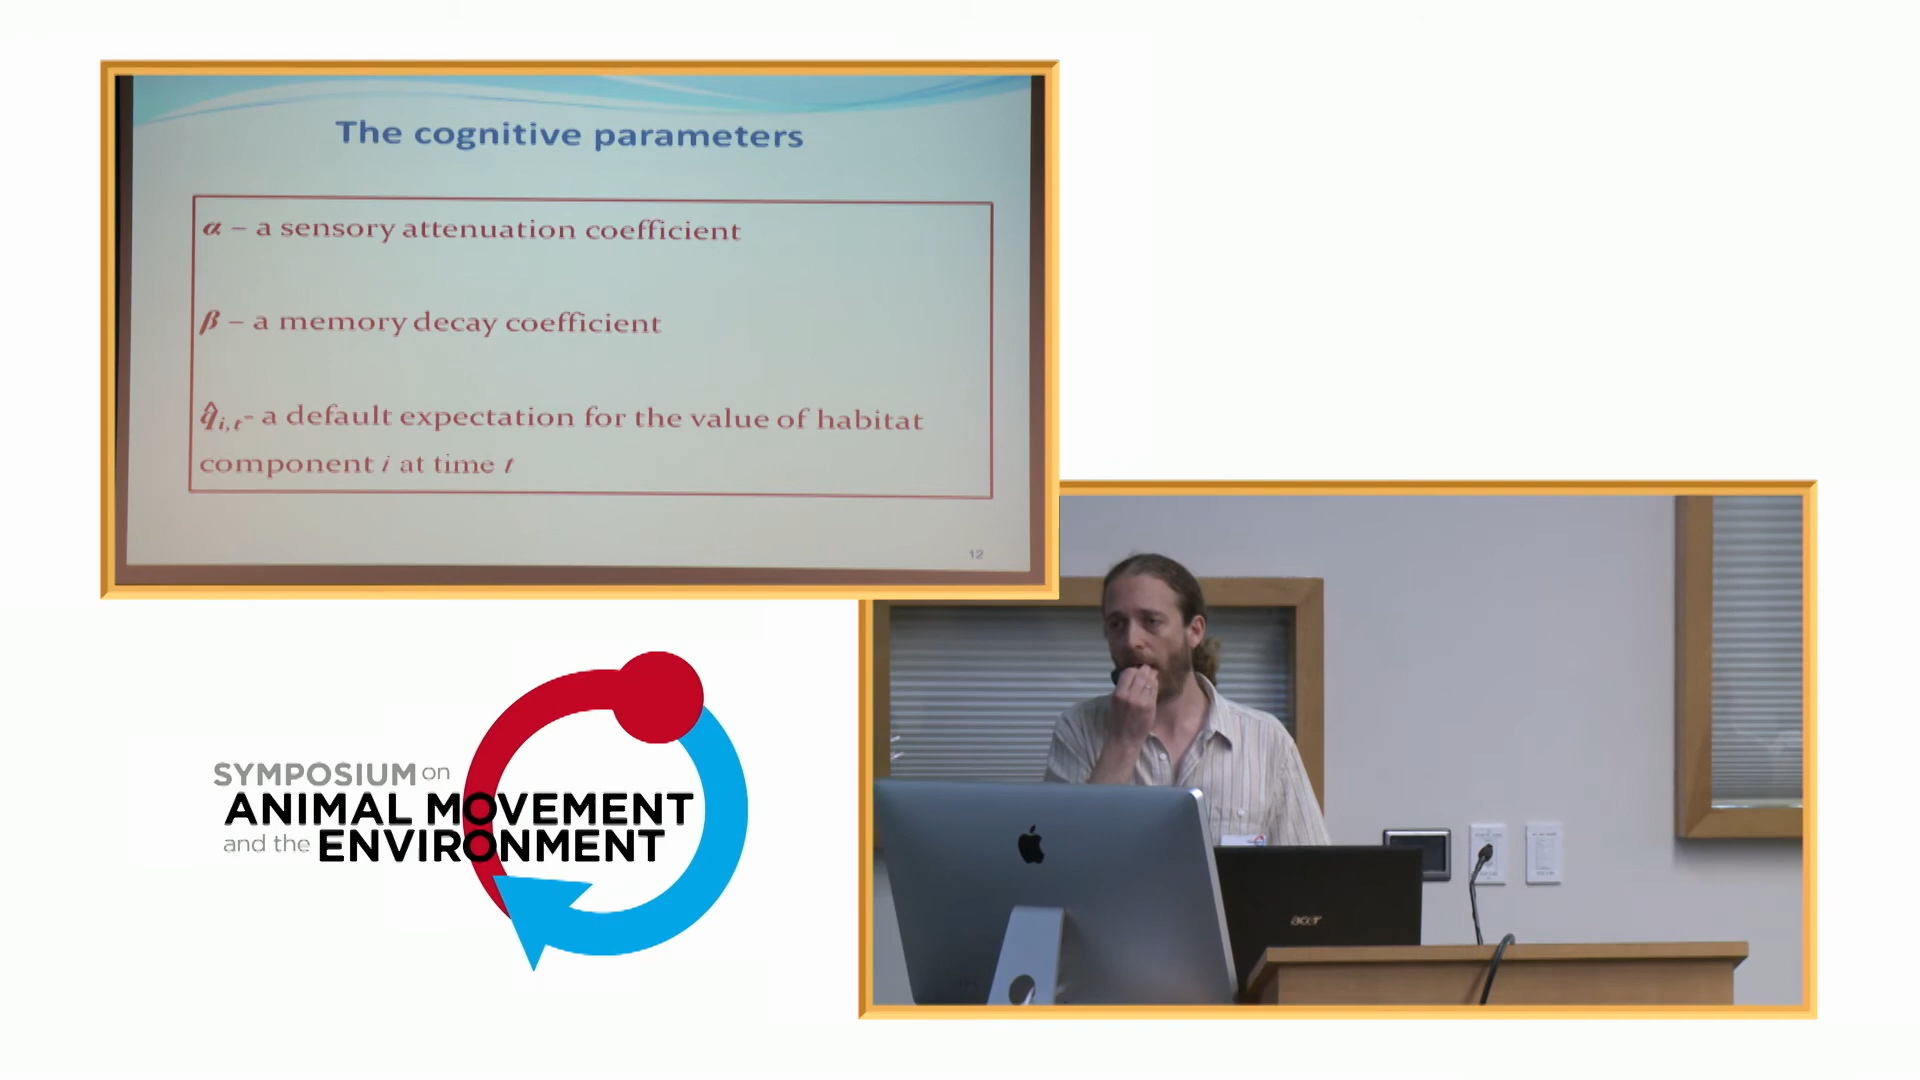 The cognitive parameters
α – a sensory attenuation coefficient
β – a memory decay coefficient
q̂i,t- a default expectation for the value of habitat
component i at time t
12
SYMPOSIUM on
ANIMAL MOVEMENT
and the ENVIRONMENT
acer